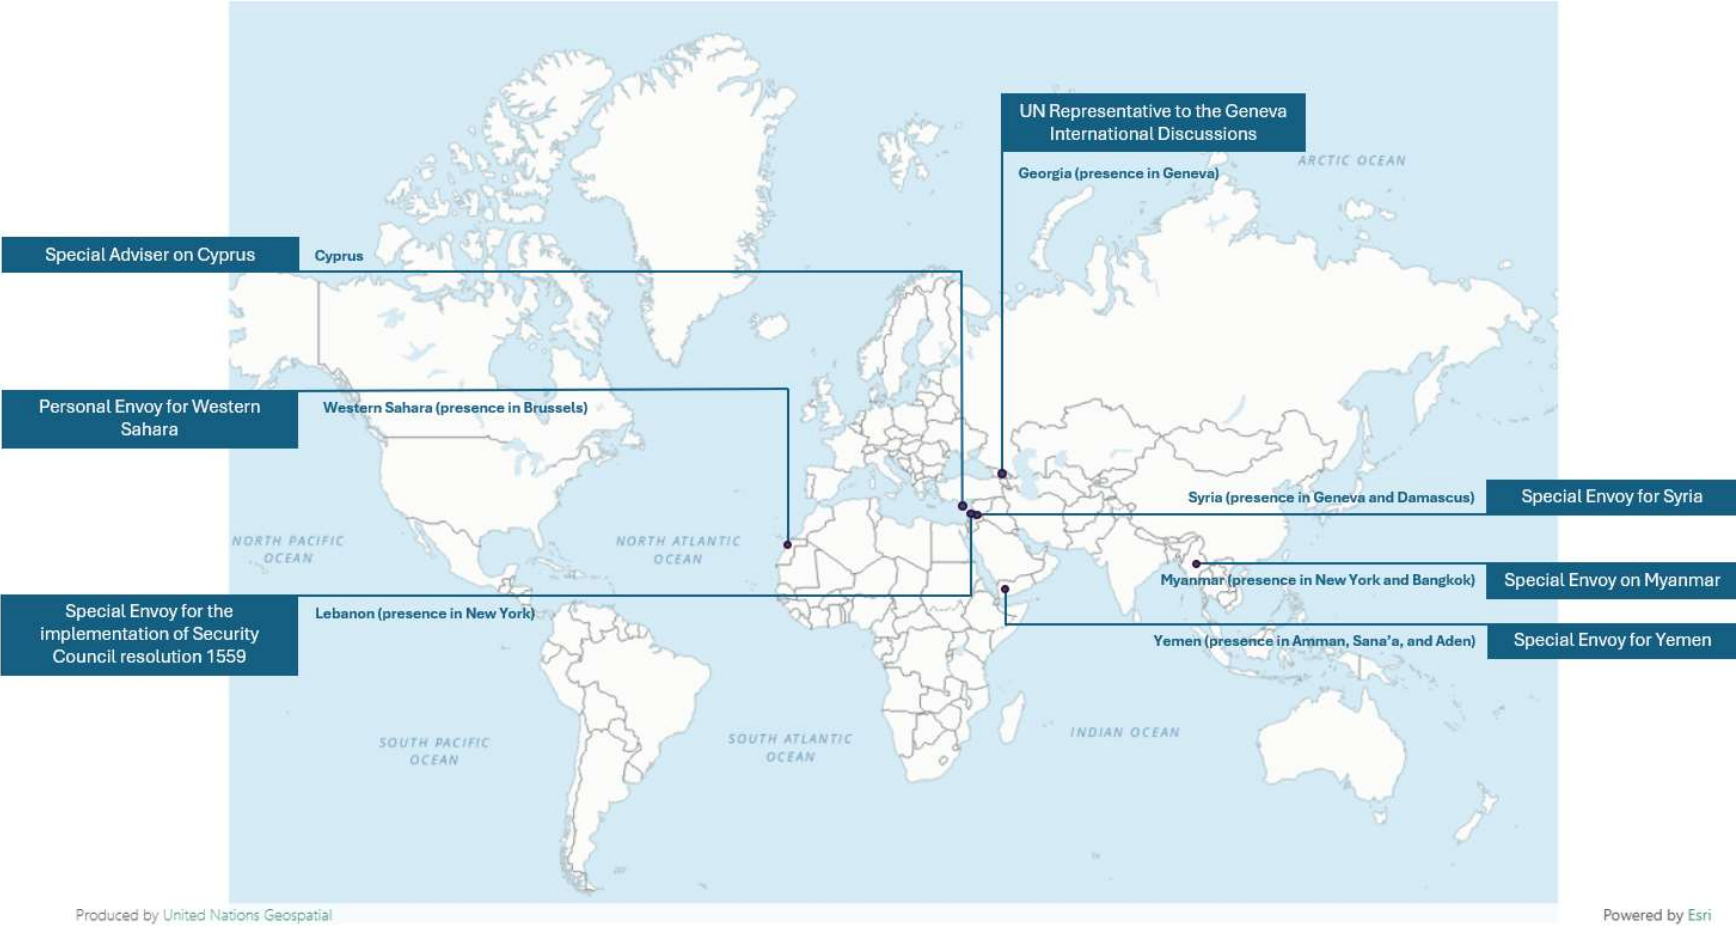 UN Representative to the Geneva
International Discussions
Georgia (presence in Geneva)
ARCTIC OCEAN
Special Adviser on Cyprus
Cyprus
Personal Envoy for Western
Sahara
Western Sahara (presence in Brussels)
Syria (presence in Geneva and Damascus)
Special Envoy for Syria
NORTH PACIFIC
OCEAN
NORTH ATLANTIC
OCEAN
Myanmar (presence in New York and Bangkok)
Special Envoy on Myanmar
Special Envoy for the
implementation of Security
Council resolution 1559
Lebanon (presence in New York)
Yemen (presence in Amman, Sana’a, and Aden)
Special Envoy for Yemen
SOUTH PACIFIC
OCEAN
SOUTH ATLANTIC
OCEAN
INDIAN OCEAN
Produced by United Nations Geospatial
Powered by Esri